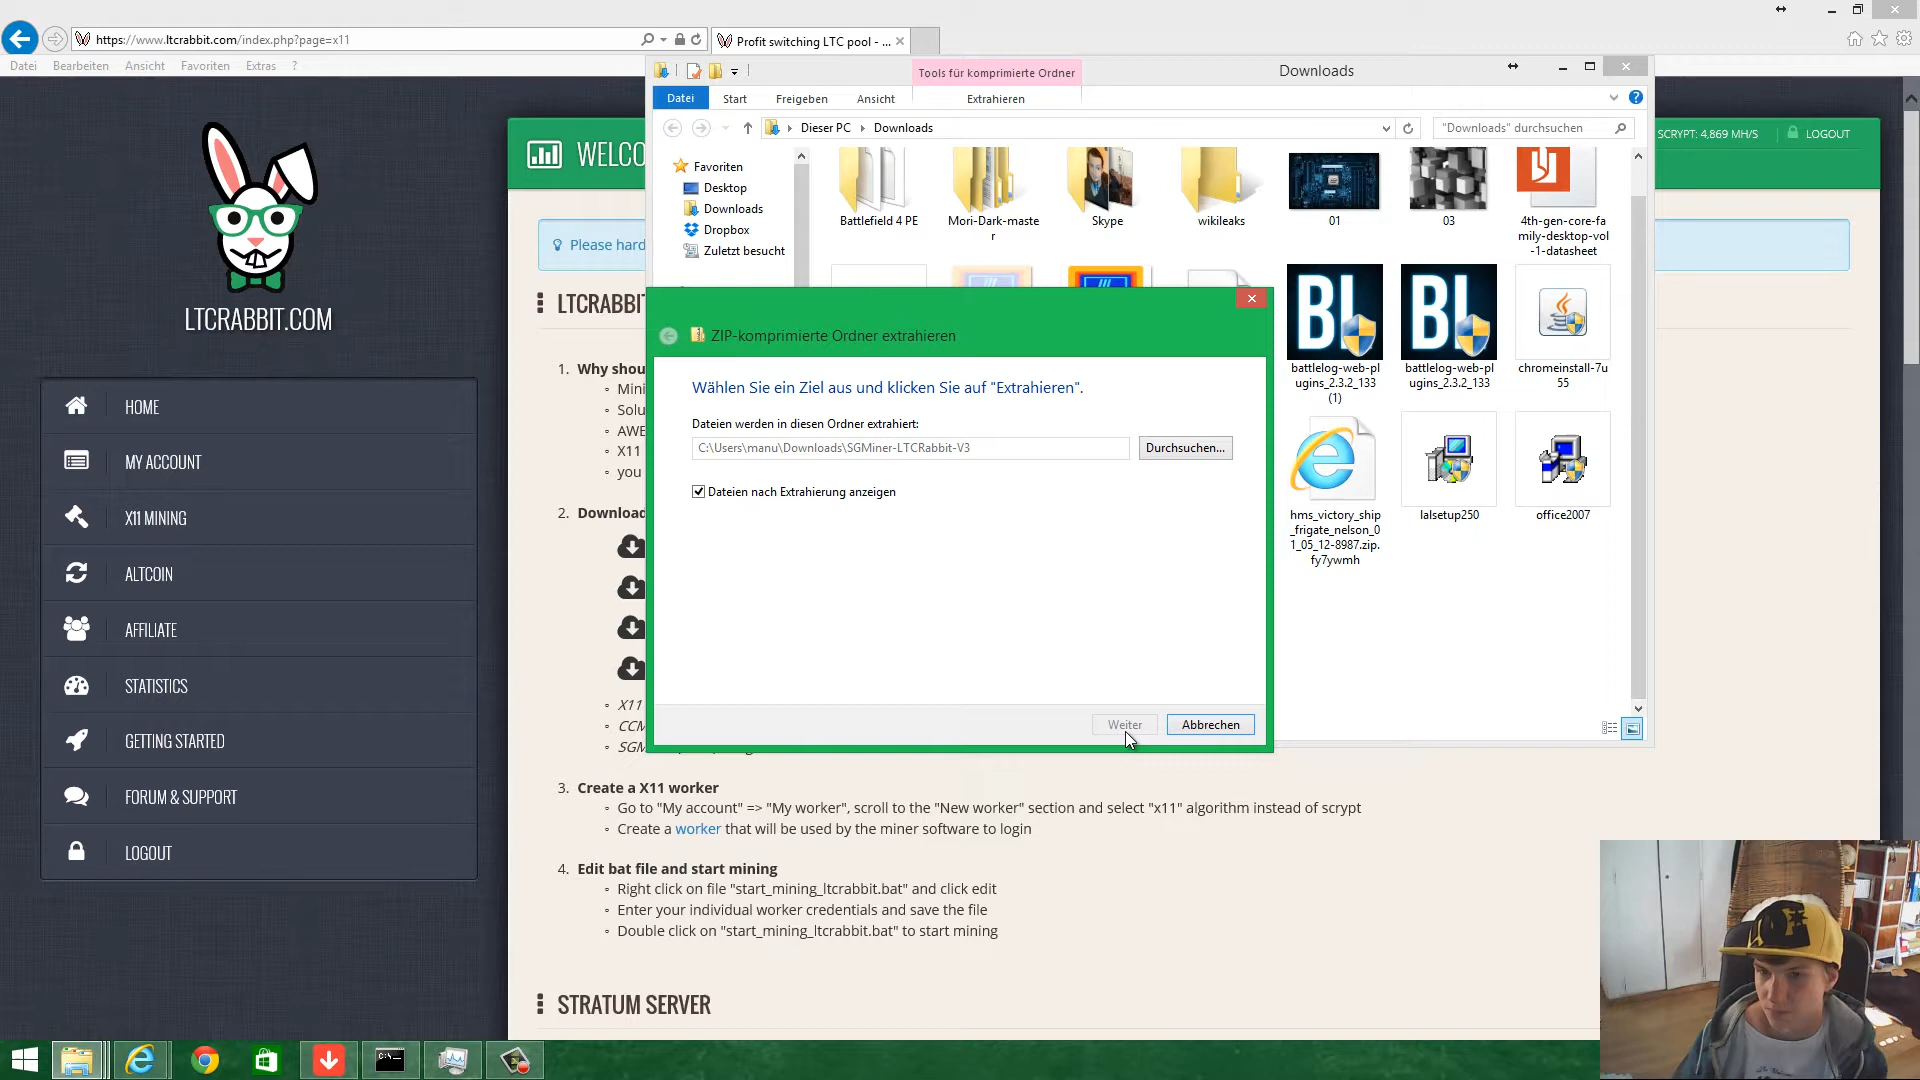 https://www.ltcrabbit.com/index.php?page=x11
Profit switching LTC pool - ...
Datei Bearbeiten Ansicht Favoriten Extras ?
Tools für komprimierte Ordner
Downloads
Datei Start Freigeben Ansicht Extrahieren
Dieser PC Downloads
"Downloads" durchsuchen
SCRYPT: 4,869 MH/S
LOGOUT
WELCO
Please hard
LTCRABBIT.COM
HOME
MY ACCOUNT
X11 MINING
ALTCOIN
AFFILIATE
STATISTICS
GETTING STARTED
FORUM & SUPPORT
LOGOUT
Favoriten
Desktop
Downloads
Dropbox
Zuletzt besucht
Battlefield 4 PE
Mori-Dark-maste
r
Skype
wikileaks
01
03
4th-gen-core-fa
mily-desktop-vol
-1-datasheet
battlelog-web-pl
ugins_2.3.2_133
(1)
battlelog-web-pl
ugins_2.3.2_133
chromeinstall-7u
55
hms_victory_ship
_frigate_nelson_0
1_05_12-8987.zip.
fy7ywmh
lalsetup250
office2007
ZIP-komprimierte Ordner extrahieren
Wählen Sie ein Ziel aus und klicken Sie auf "Extrahieren".
Dateien werden in diesen Ordner extrahiert:
C:\Users\manu\Downloads\SGMiner-LTCRabbit-V3
Durchsuchen...
Dateien nach Extrahierung anzeigen
Weiter
Abbrechen
LTCRABBIT
1. Why shou
Mini
Solu
AWE
X11
you
2. Download
X11
CCM
SGM
3. Create a X11 worker
Go to "My account" => "My worker", scroll to the "New worker" section and select "x11" algorithm instead of scrypt
Create a worker that will be used by the miner software to login
4. Edit bat file and start mining
Right click on file "start_mining_ltcrabbit.bat" and click edit
Enter your individual worker credentials and save the file
Double click on "start_mining_ltcrabbit.bat" to start mining
STRATUM SERVER